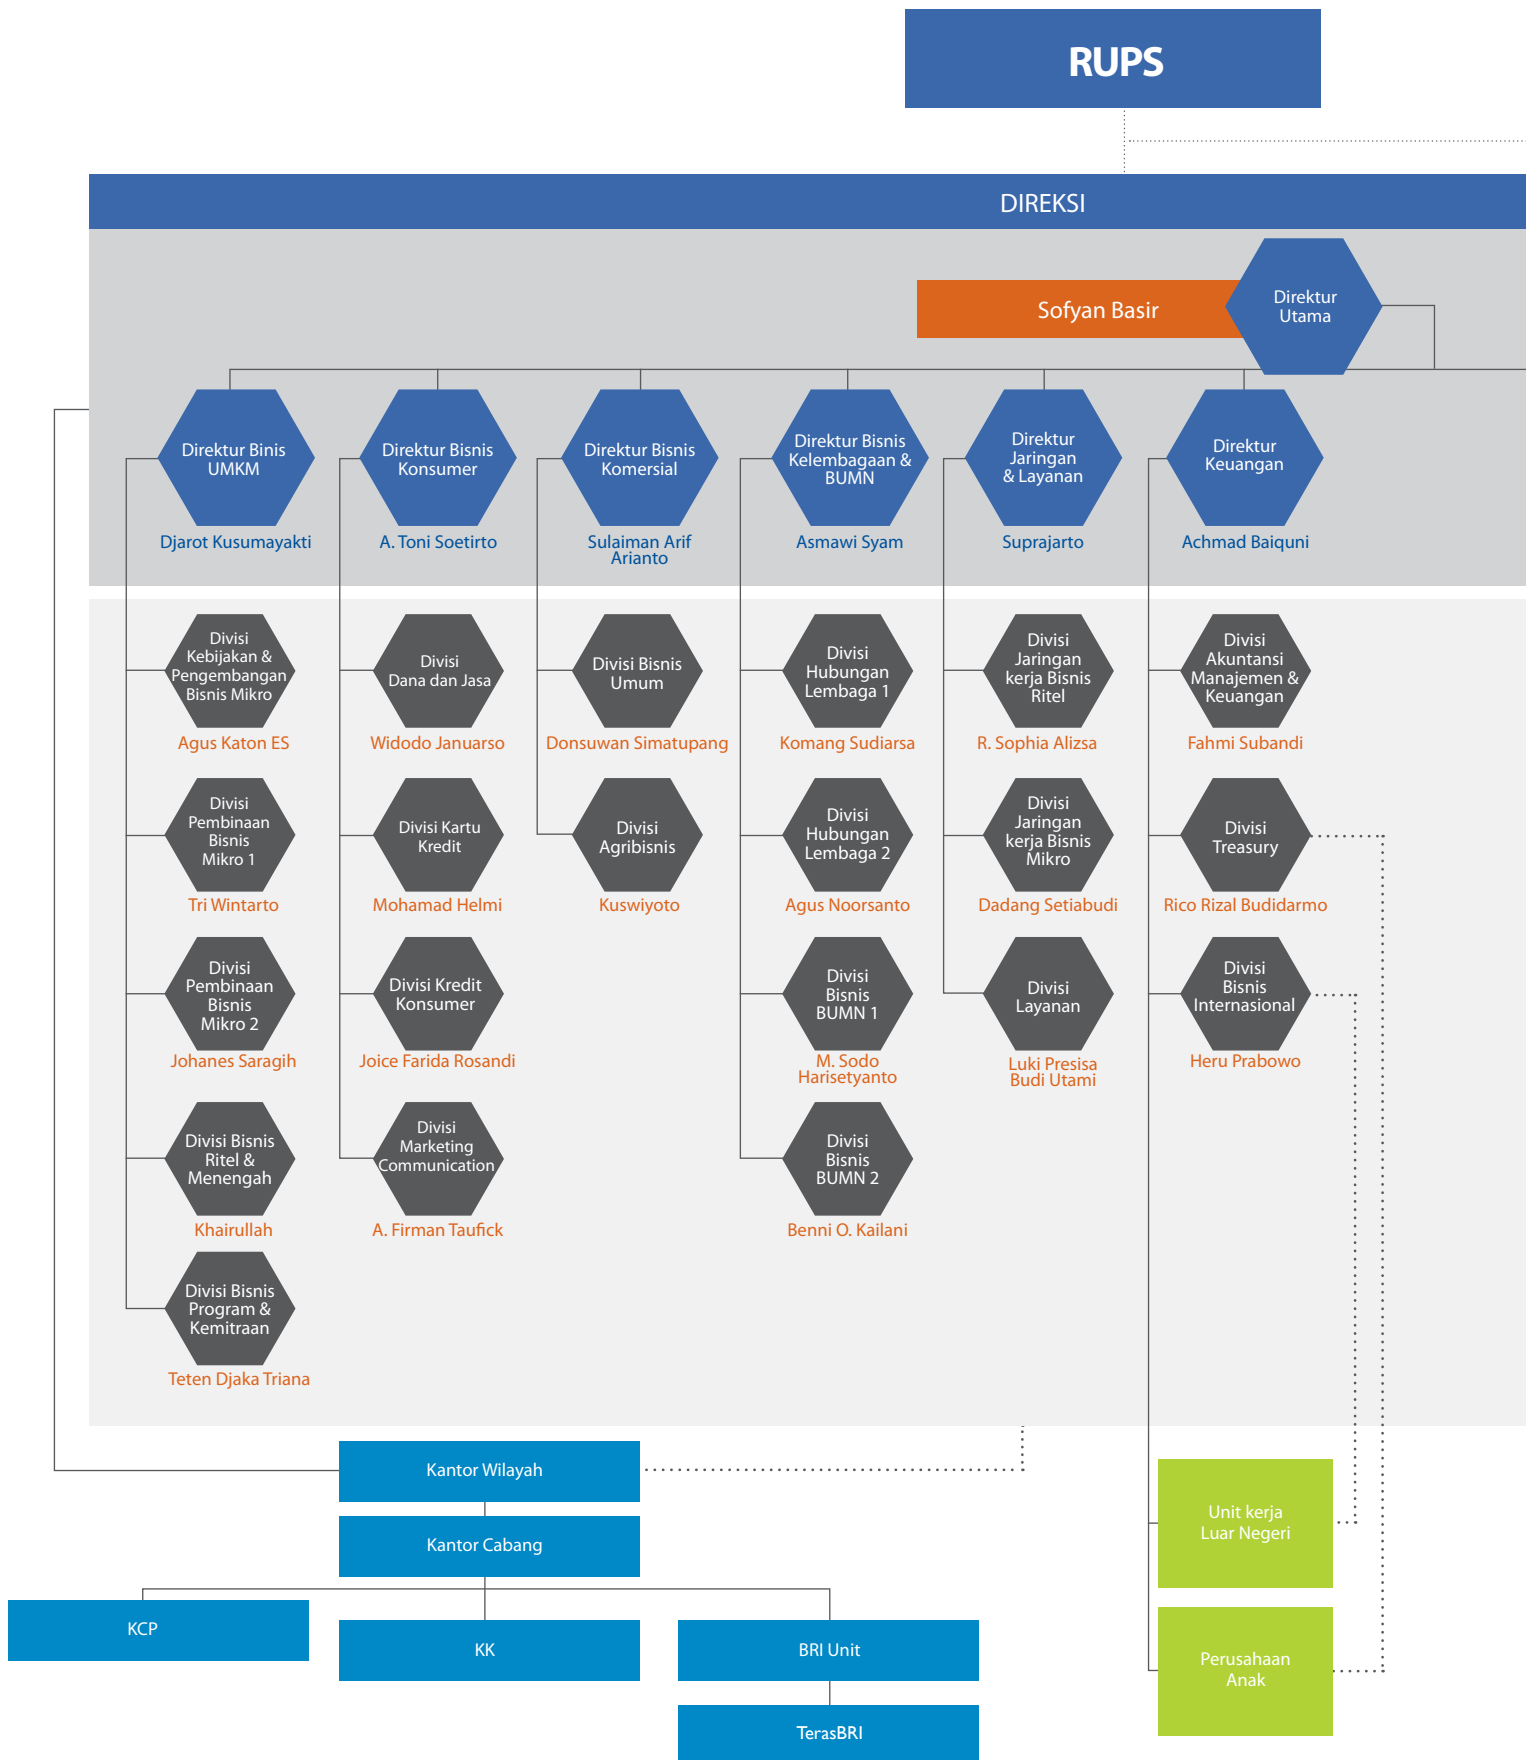 RUPS
DIREKSI
Sofyan Basir
Direktur
Utama
Direktur Binis
UMKM
Djarot Kusumayakti
Direktur Bisnis
Konsumer
A. Toni Soetirto
Direktur Bisnis
Komersial
Sulaiman Arif
Arianto
Direktur Bisnis
Kelembagaan &
BUMN
Asmawi Syam
Direktur
Jaringan
& Layanan
Suprajarto
Direktur
Keuangan
Achmad Baiquni
Divisi
Kebijakan &
Pengembangan
Bisnis Mikro
Agus Katon ES
Divisi
Dana dan Jasa
Widodo Januarso
Divisi Bisnis
Umum
Donsuwan Simatupang
Divisi
Hubungan
Lembaga 1
Komang Sudiarsa
Divisi
Jaringan
kerja Bisnis
Ritel
R. Sophia Alizsa
Divisi
Akuntansi
Manajemen &
Keuangan
Fahmi Subandi
Divisi
Pembinaan
Bisnis
Mikro 1
Tri Wintarto
Divisi Kartu
Kredit
Mohamad Helmi
Divisi
Agribisnis
Kuswiyoto
Divisi
Hubungan
Lembaga 2
Agus Noorsanto
Divisi
Jaringan
kerja Bisnis
Mikro
Dadang Setiabudi
Divisi
Treasury
Rico Rizal Budidarmo
Divisi
Pembinaan
Bisnis
Mikro 2
Johanes Saragih
Divisi Kredit
Konsumer
Joice Farida Rosandi
Divisi
Bisnis
BUMN 1
M. Sodo
Harisetyanto
Divisi
Layanan
Luki Presisa
Budi Utami
Divisi
Bisnis
Internasional
Heru Prabowo
Divisi Bisnis
Ritel &
Menengah
Khairullah
Divisi
Marketing
Communication
A. Firman Taufick
Divisi
Bisnis
BUMN 2
Benni O. Kailani
Divisi Bisnis
Program &
Kemitraan
Teten Djaka Triana
Kantor Wilayah
Kantor Cabang
KCP
KK
BRI Unit
TerasBRI
Unit kerja
Luar Negeri
Perusahaan
Anak